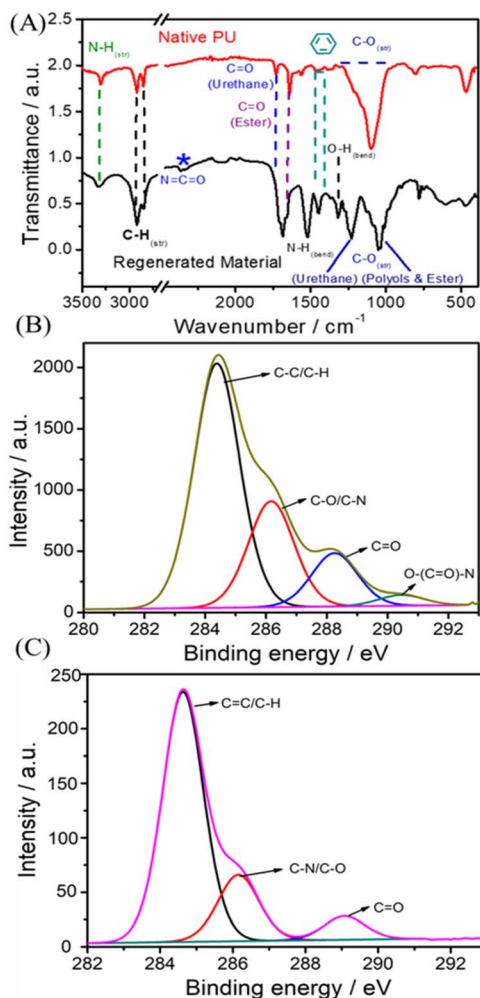 (A)
2.5
2.0
1.5
1.0
0.5
0.0
Transmittance / a.u.
N-H(str)
Native PU
C=O
(Urethane)
C=O
(Ester)
C-O(str)
O-H(bend)
*
N=C=O
C-H(str)
Regenerated Material
N-H(bend)
C-O(str)
(Urethane) (Polyols & Ester)
3500 3000 2000 1500 1000 500
Wavenumber / cm-1
(B)
2000
1500
1000
500
0
Intensity / a.u.
C-C/C-H
C-O/C-N
C=O
O-(C=O)-N
280 282 284 286 288 290 292
Binding energy / eV
(C)
250
200
150
100
50
0
Intensity / a.u.
C=C/C-H
C-N/C-O
C=O
282 284 286 288 290 292
Binding energy / eV